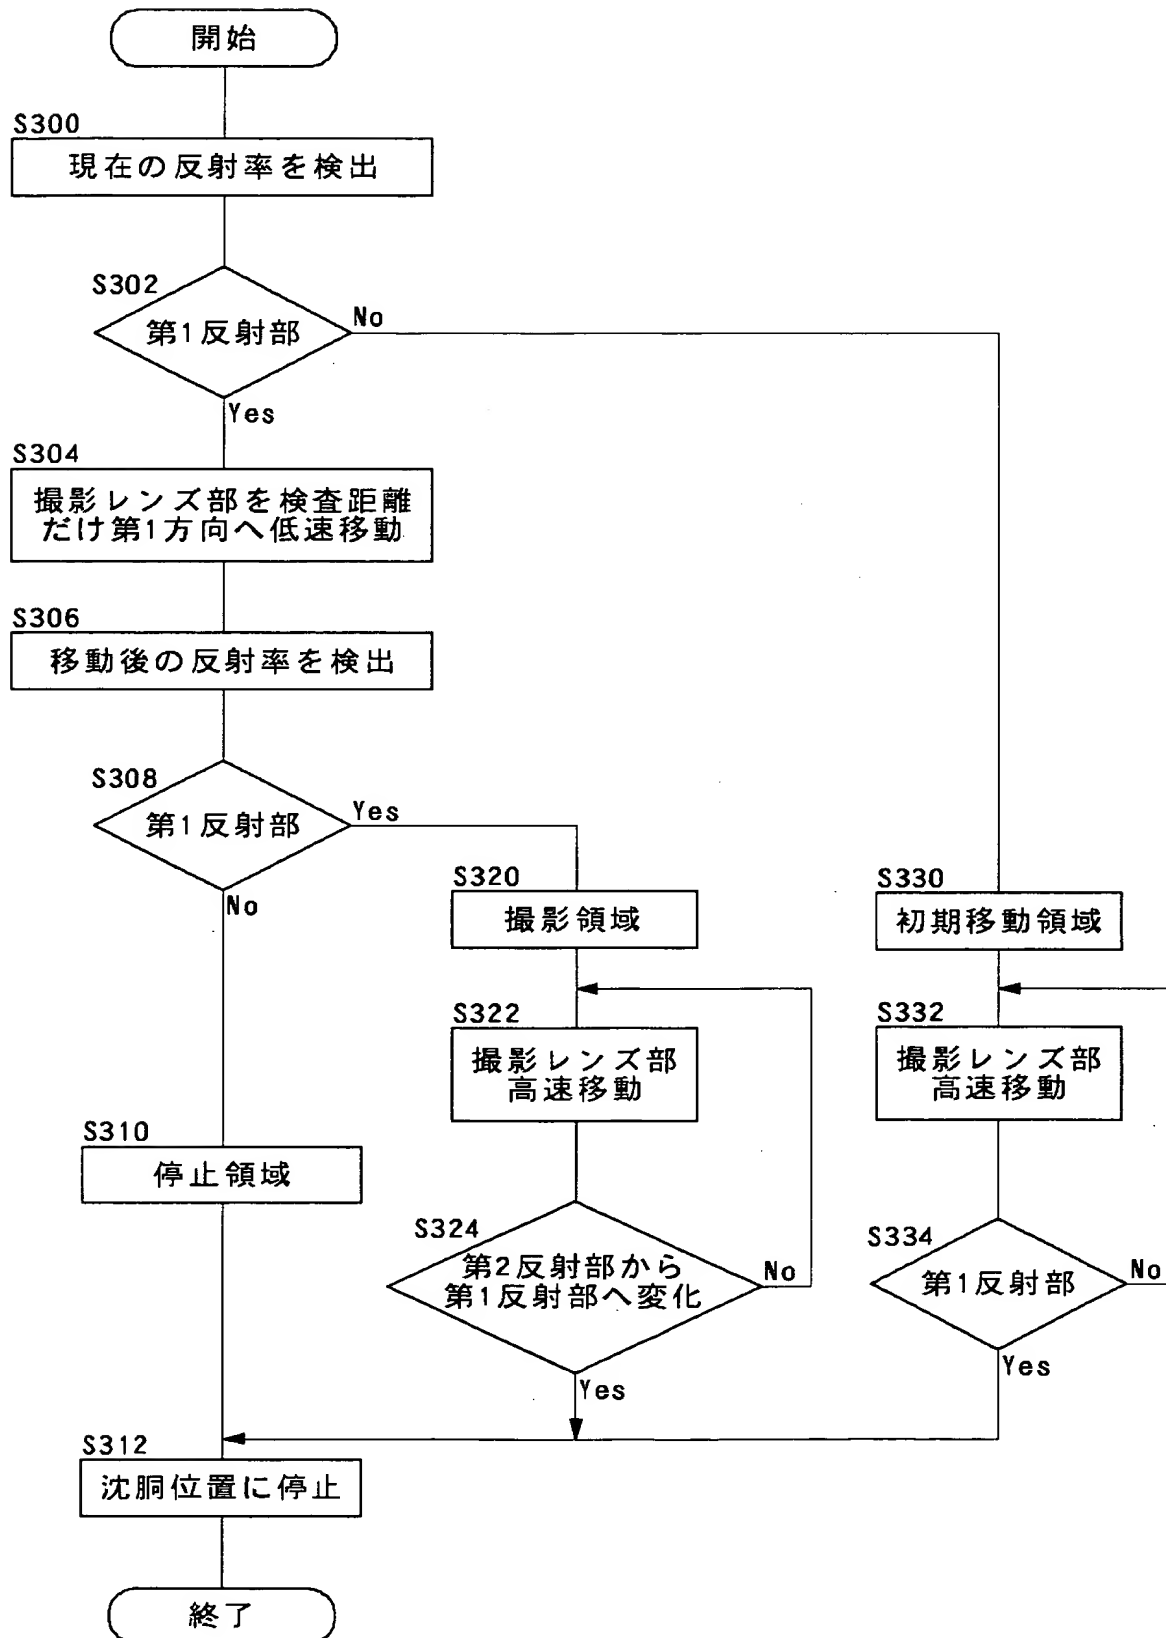 開始
S300
現在の反射率を検出
S302
第1反射部
No
Yes
S304
撮影レンズ部を検査距離
だけ第1方向へ低速移動
S306
移動後の反射率を検出
S308
第1反射部
Yes
No
S320
撮影領域
S330
初期移動領域
S322
撮影レンズ部
高速移動
S332
撮影レンズ部
高速移動
S310
停止領域
S324
第2反射部から
第1反射部へ変化
No
Yes
S334
第1反射部
No
Yes
S312
沈胴位置に停止
終了